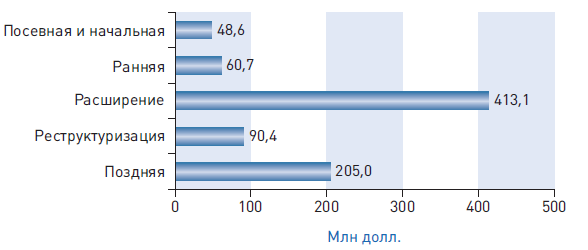 Посевная и начальная 48,6
Ранняя 60,7
Расширение 413,1
Реструктуризация 90,4
Поздняя 205,0
0 100 200 300 400 500
Млн долл.